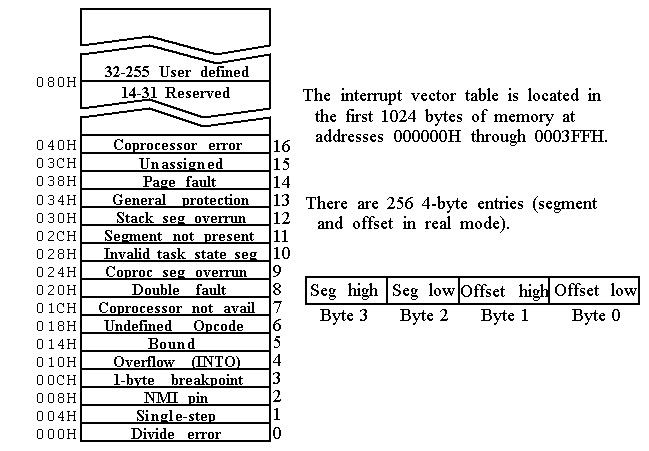 080H 32-255 User defined
14-31 Reserved
040H Coprocessor error 16
03CH Unassigned 15
038H Page fault 14
034H General protection 13
030H Stack seg overrun 12
02CH Segment not present 11
028H Invalid task state seg 10
024H Coproc seg overrun 9
020H Double fault 8
01CH Coprocessor not avail 7
018H Undefined Opcode 6
014H Bound 5
010H Overflow (INTO) 4
00CH 1-byte breakpoint 3
008H NMI pin 2
004H Single-step 1
000H Divide error 0
The interrupt vector table is located in
the first 1024 bytes of memory at
addresses 000000H through 0003FFH.
There are 256 4-byte entries (segment
and offset in real mode).
Seg high Seg low Offset high Offset low
Byte 3 Byte 2 Byte 1 Byte 0